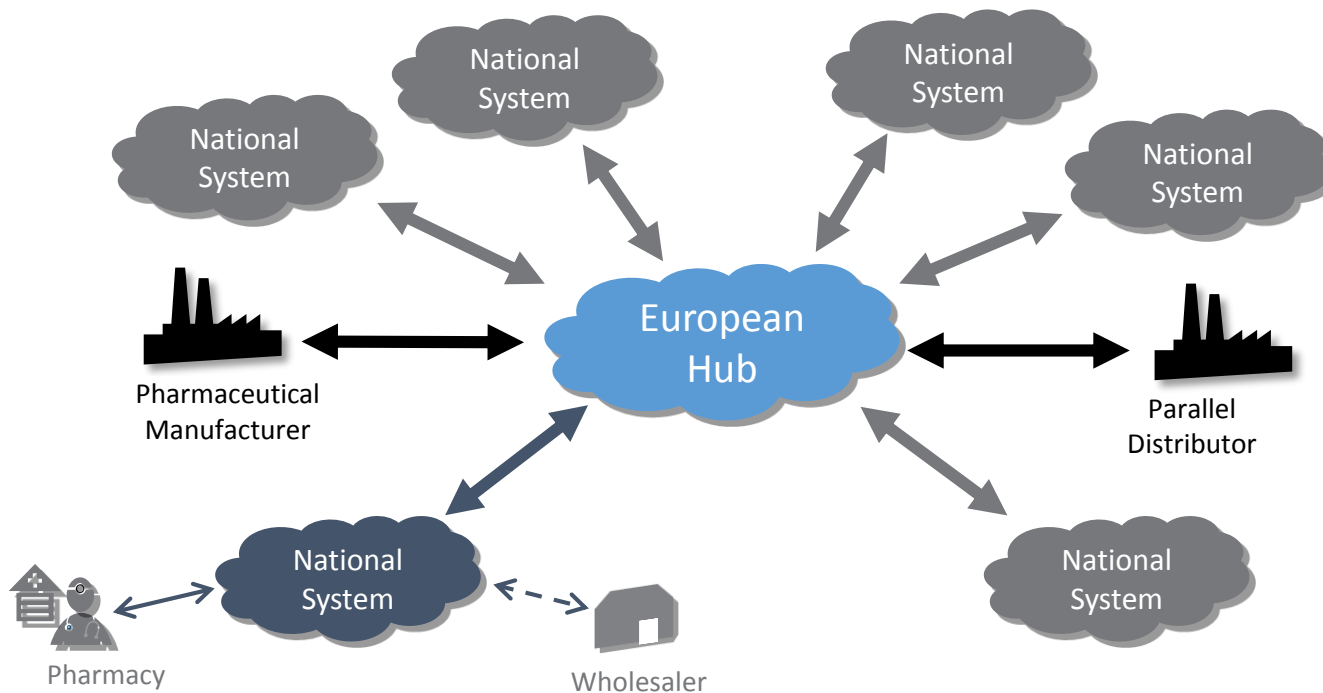 National
System
National
System
National
System
National
System
European
Hub
Pharmaceutical
Manufacturer
Parallel
Distributor
National
System
National
System
Pharmacy
Wholesaler